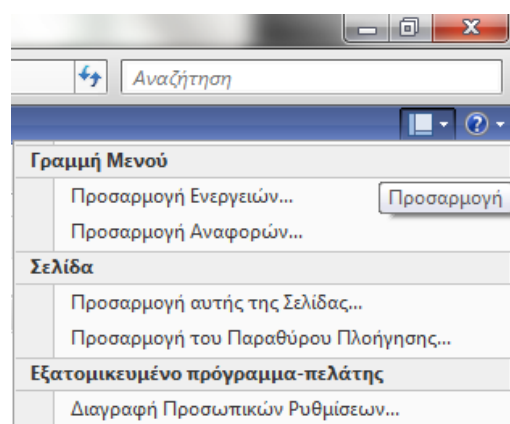 Αναζήτηση
Γραμμή Μενού
Προσαρμογή Ενεργειών...
Προσαρμογή
Προσαρμογή Αναφορών...
Σελίδα
Προσαρμογή αυτής της Σελίδας...
Προσαρμογή του Παραθύρου Πλοήγησης...
Εξατομικευμένο πρόγραμμα-πελάτης
Διαγραφή Προσωπικών Ρυθμίσεων...